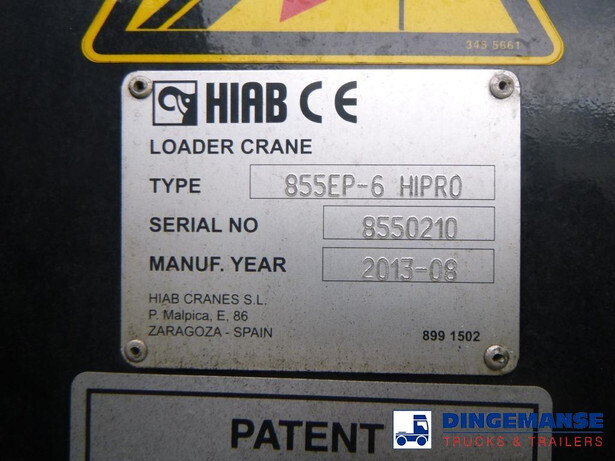 345 5661
HIAB CE
LOADER CRANE
TYPE 855EP-6 HIPRO
SERIAL NO 8550210
MANUF. YEAR 2013-08
HIAB CRANES S.L.
P. Malpica, E, 86
ZARAGOZA - SPAIN
899 1502
PATENT
DINGEMANSE
TRUCKS & TRAILERS